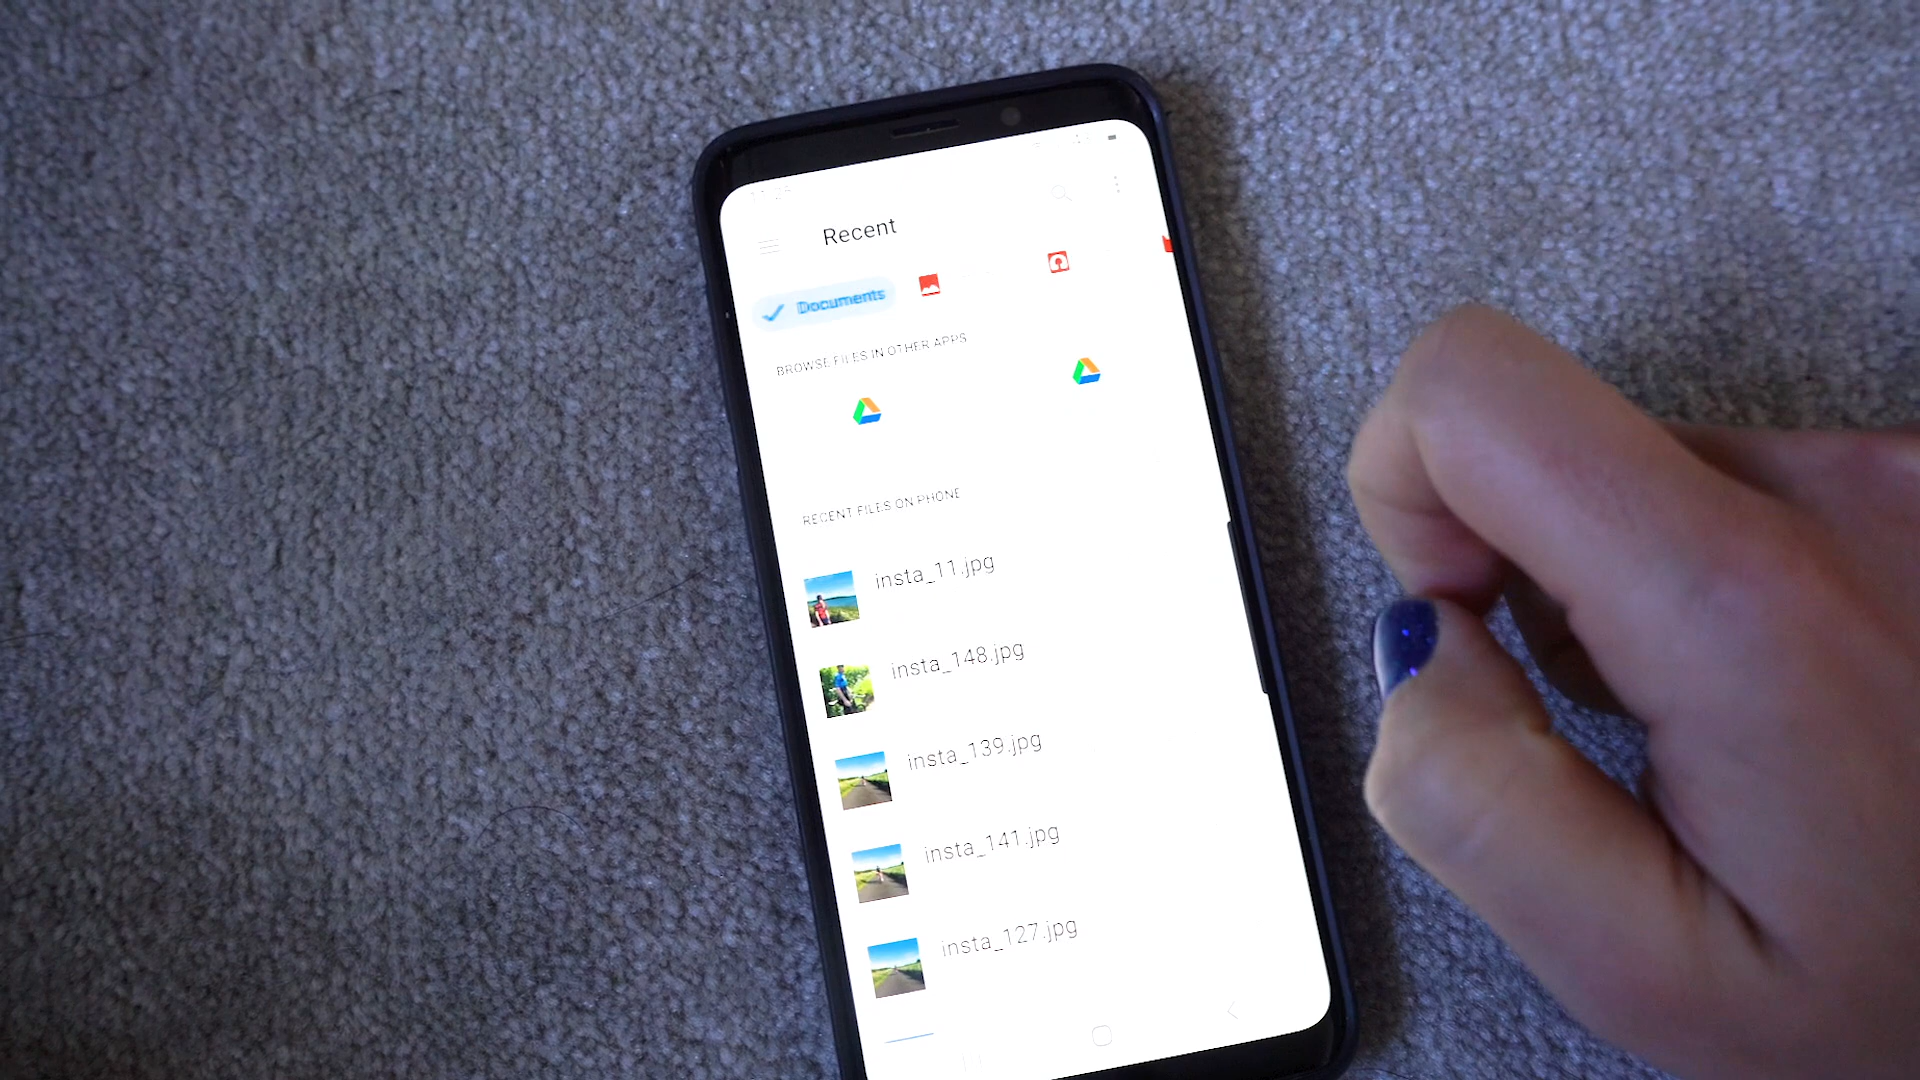 Recent
Documents
BROWSE FILES IN OTHER APPS
RECENT FILES ON PHONE
insta_11.jpg
insta_148.jpg
insta_139.jpg
insta_141.jpg
insta_127.jpg